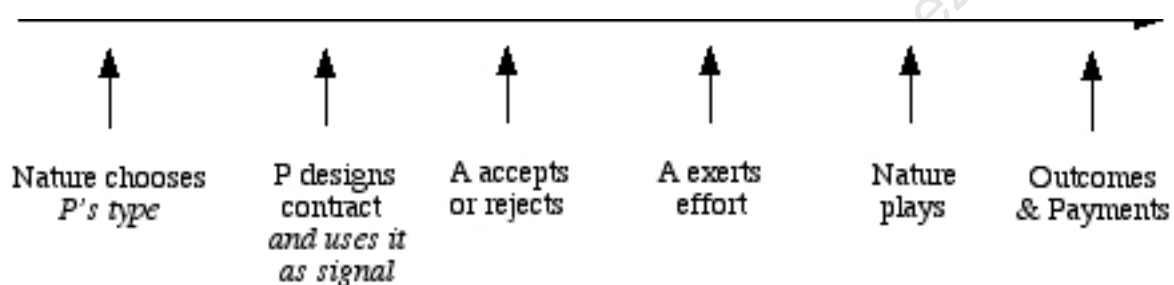 Nature chooses
P's type
P designs
contract
and uses it
as signal
A accepts
or rejects
A exerts
effort
Nature
plays
Outcomes
& Payments